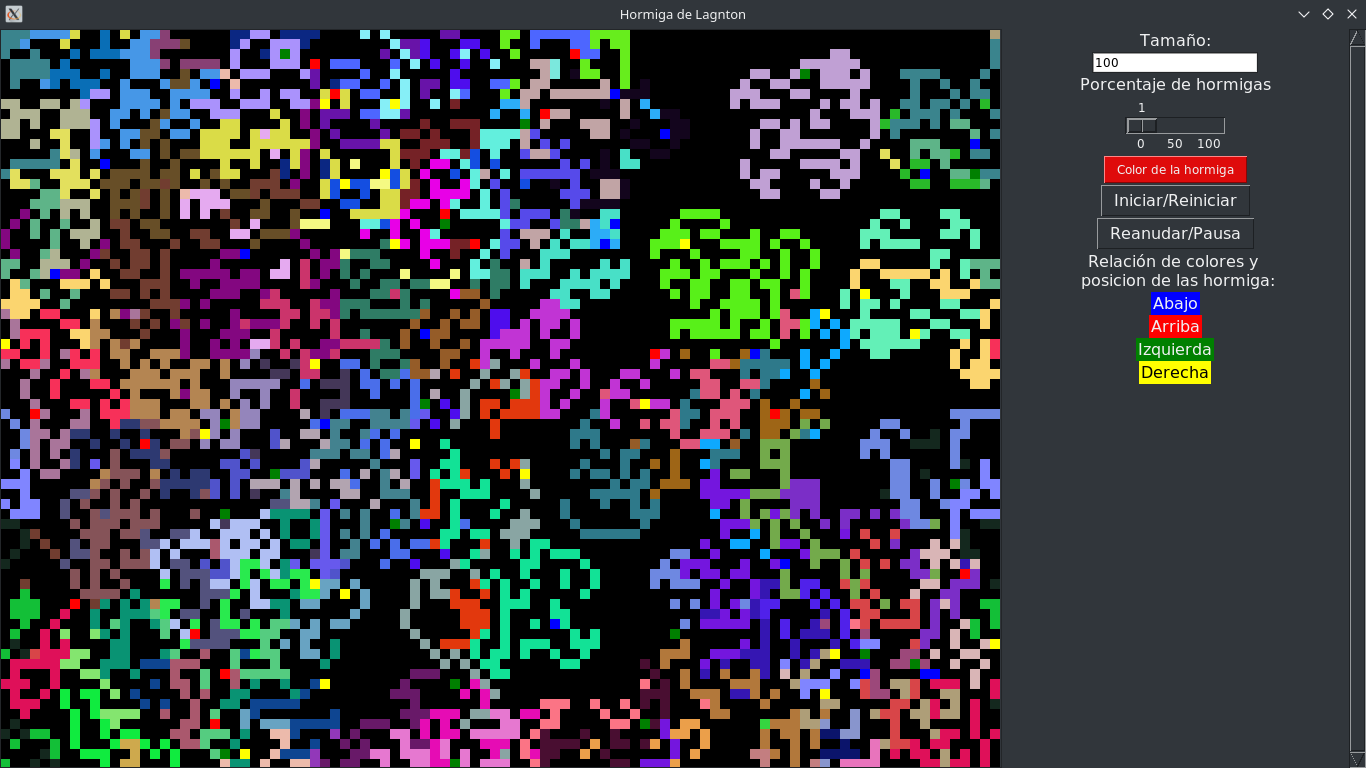 Hormiga de Lagnton
Tamaño:
100
Porcentaje de hormigas
1
0 50 100
Color de la hormiga
Iniciar/Reiniciar
Reanudar/Pausa
Relación de colores y
posicion de las hormiga:
Abajo
Arriba
Izquierda
Derecha